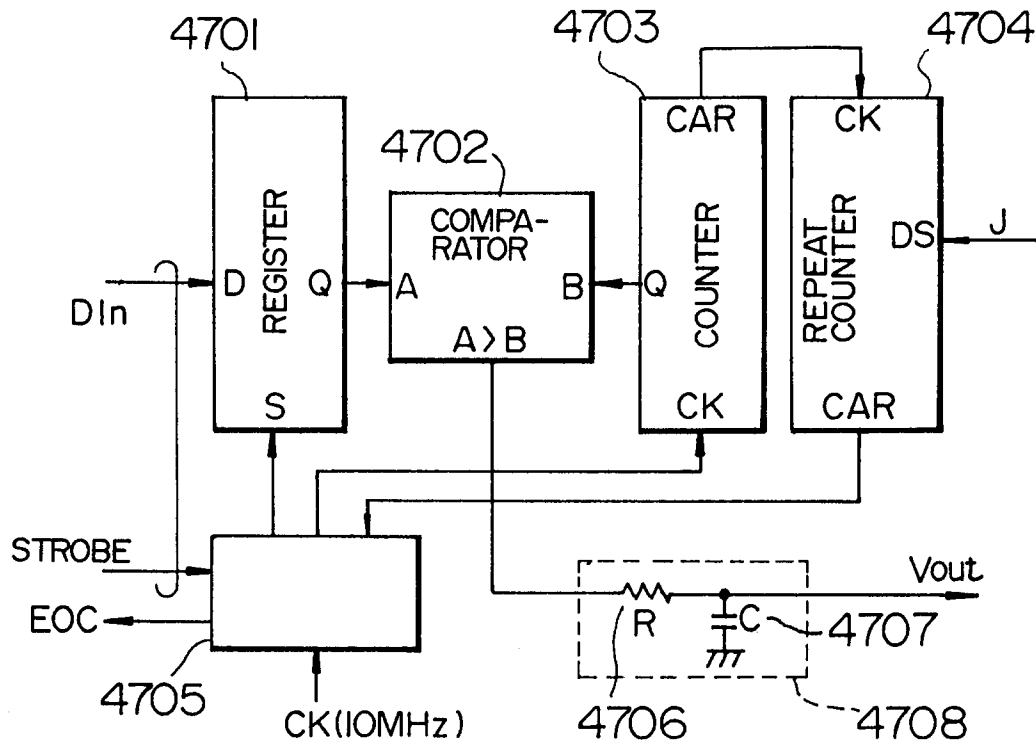 4701
4703
4704
4702
CAR
CK
COMPA-
RATOR
REGISTER
D
Q
A
B
Q
COUNTER
REPEAT
COUNTER
DS
J
DIn
A>B
S
CK
CAR
STROBE
EOC
Vout
R
C
4707
4705
CK(10MHz)
4706
4708